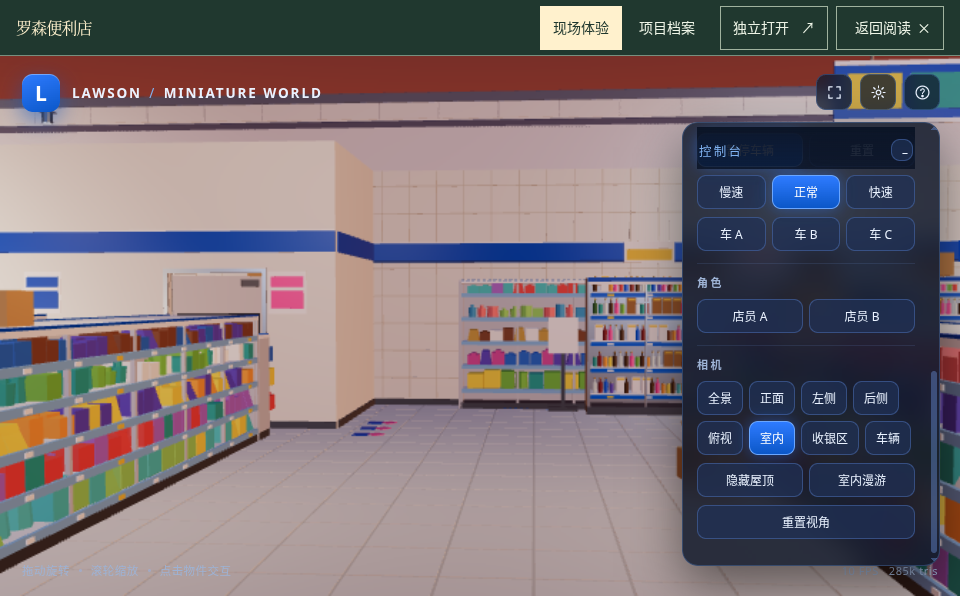 罗森便利店
现场体验
项目档案
独立打开 ↗
返回阅读 ×
L
LAWSON / MINIATURE WORLD
控制台
重置
慢速
正常
快速
车 A
车 B
车 C
角色
店员 A
店员 B
相机
全景
正面
左侧
后侧
俯视
室内
收银区
车辆
隐藏屋顶
室内漫游
重置视角
285k tris